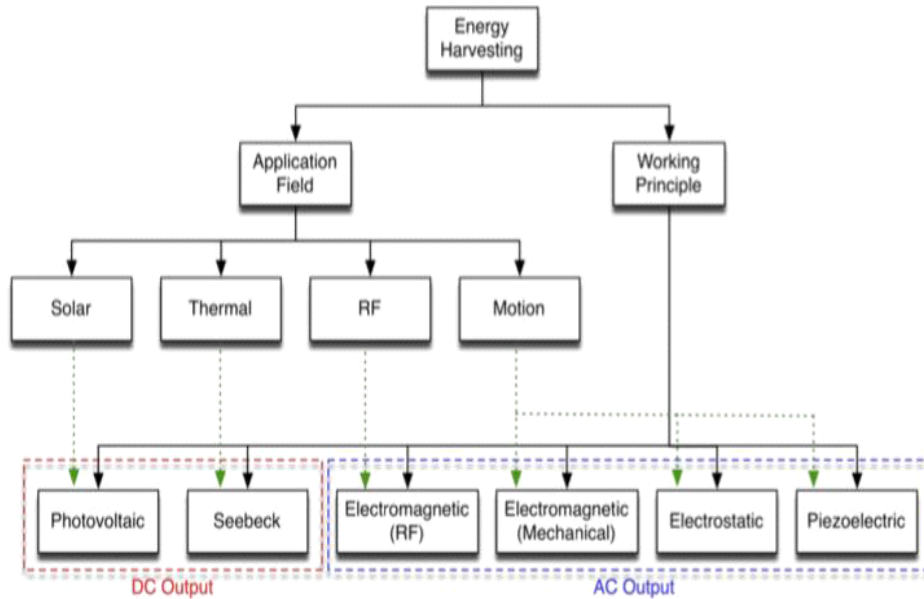 Energy
Harvesting
Application
Field
Working
Principle
Solar
Thermal
RF
Motion
Photovoltaic
Seebeck
Electromagnetic
(RF)
Electromagnetic
(Mechanical)
Electrostatic
Piezoelectric
DC Output
AC Output